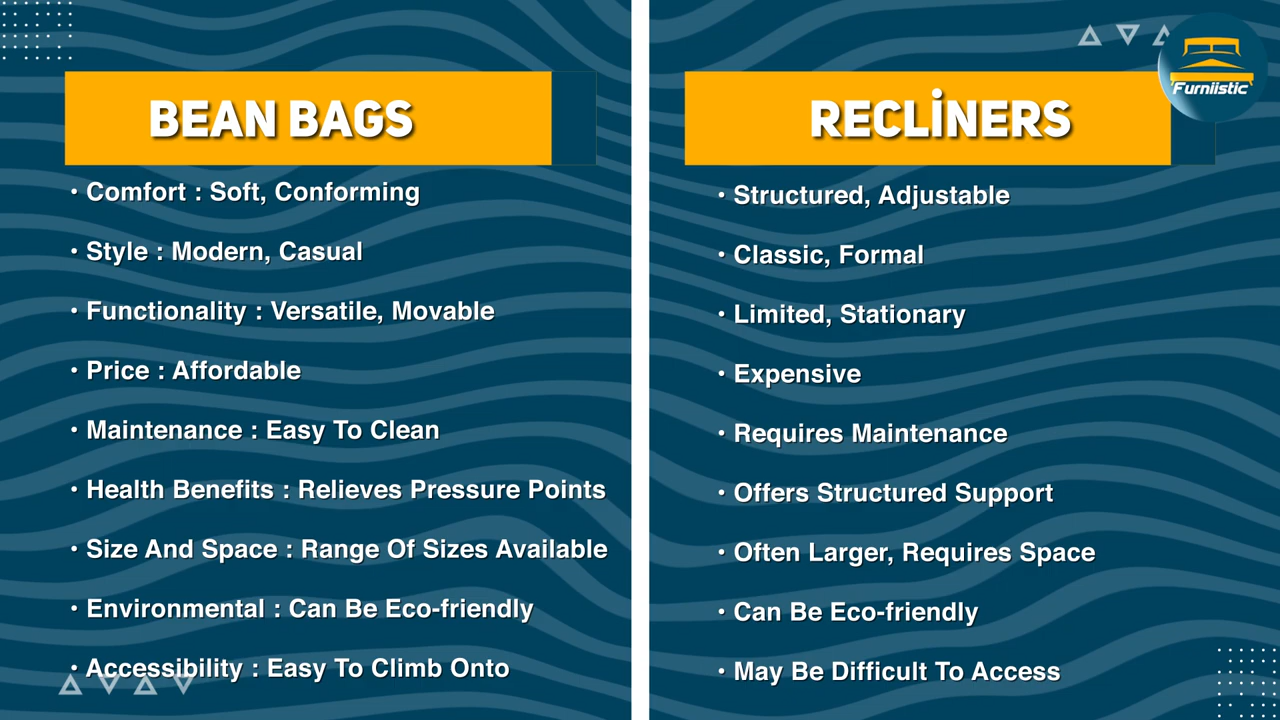 BEAN BAGS
• Comfort : Soft, Conforming
• Style : Modern, Casual
• Functionality : Versatile, Movable
• Price : Affordable
• Maintenance : Easy To Clean
• Health Benefits : Relieves Pressure Points
• Size And Space : Range Of Sizes Available
• Environmental : Can Be Eco-friendly
• Accessibility : Easy To Climb Onto
RECLİNERS
• Structured, Adjustable
• Classic, Formal
• Limited, Stationary
• Expensive
• Requires Maintenance
• Offers Structured Support
• Often Larger, Requires Space
• Can Be Eco-friendly
• May Be Difficult To Access
Furniistic